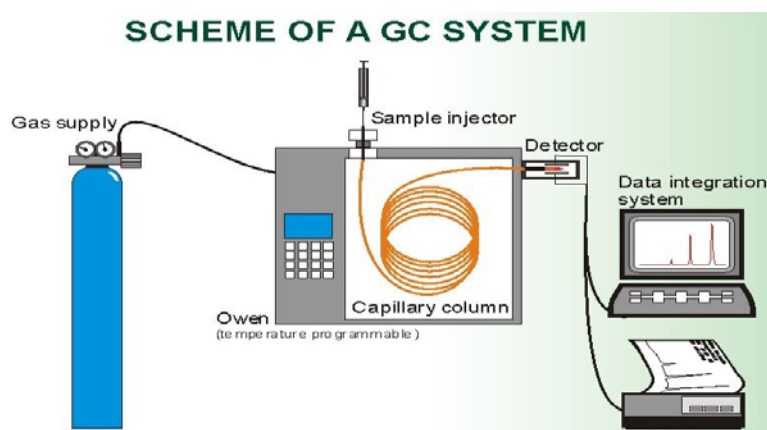 SCHEME OF A GC SYSTEM
Gas supply
Sample injector
Detector
Data integration
system
Capillary column
Owen
(temperature programmable)